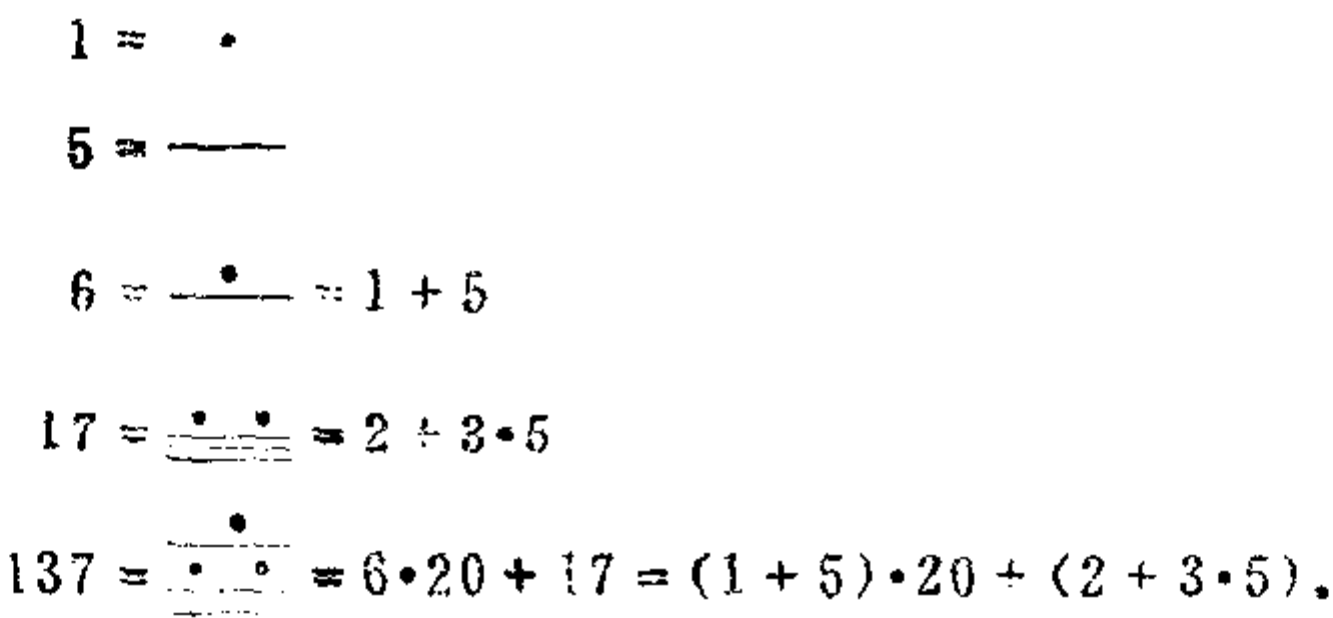 1 = •
5 = —
6 = •— = 1 + 5
17 = •• ☰ = 2 + 3•5
137 = •— •• ☰ = 6•20 + 17 = (1 + 5)•20 + (2 + 3•5).